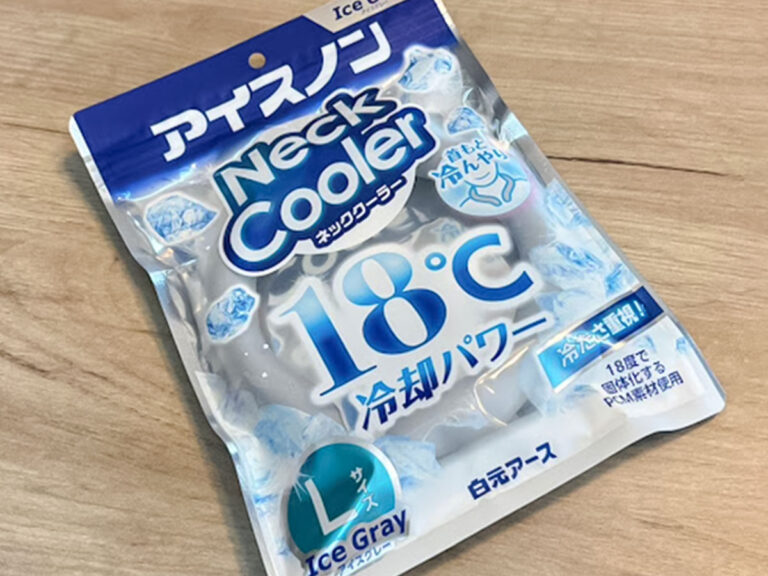 Ice G
アイスノン
Neck
Cooler
ネッククーラー
首もと
冷んやり
18℃
冷却パワー
冷たさ重視!
18度で
固体化する
PCM素材使用
Lサイズ
Ice Gray
アイスグレー
白元アース